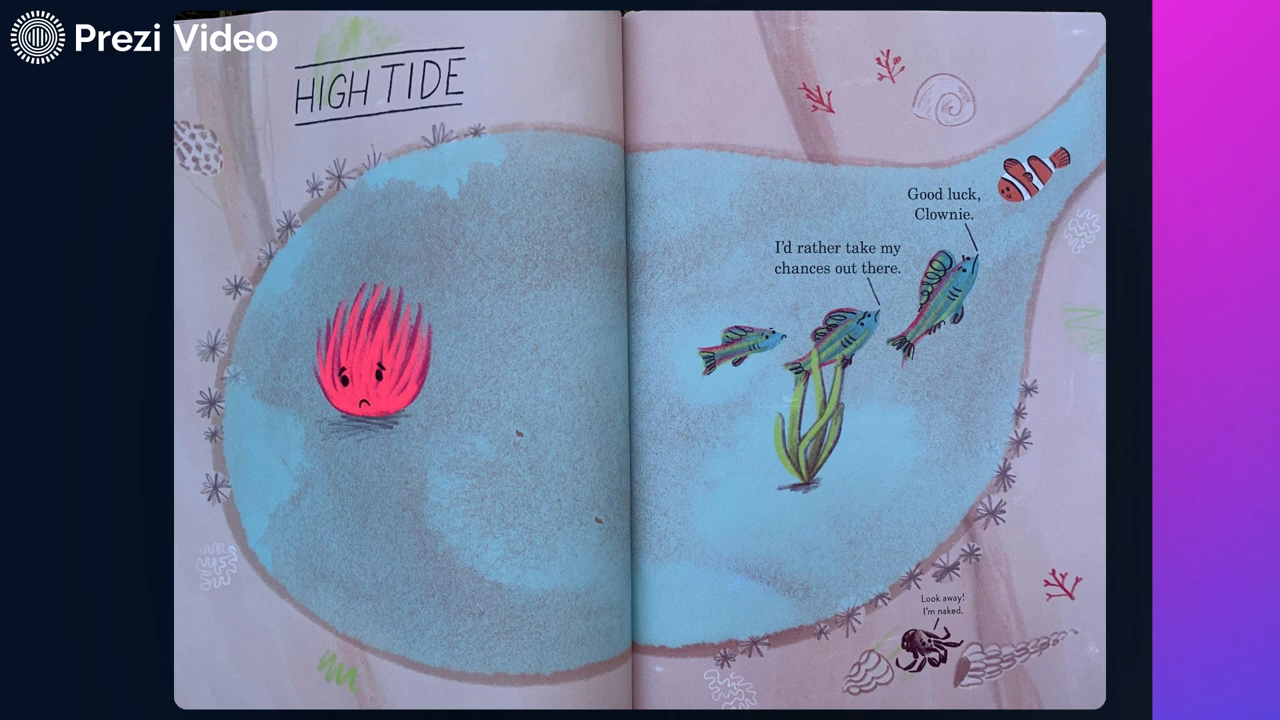 Prezi Video
HIGH TIDE
Good luck,
Clownie.
I'd rather take my
chances out there.
Look away!
I'm naked.